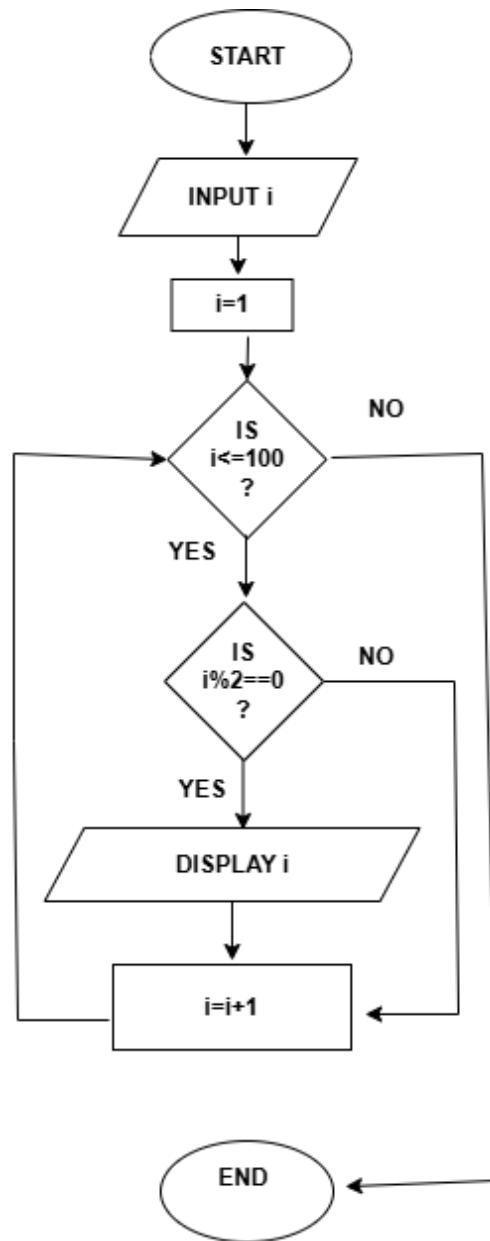 START
INPUT i
i=1
IS
i<=100
?
NO
YES
IS
i%2==0
?
NO
YES
DISPLAY i
i=i+1
END